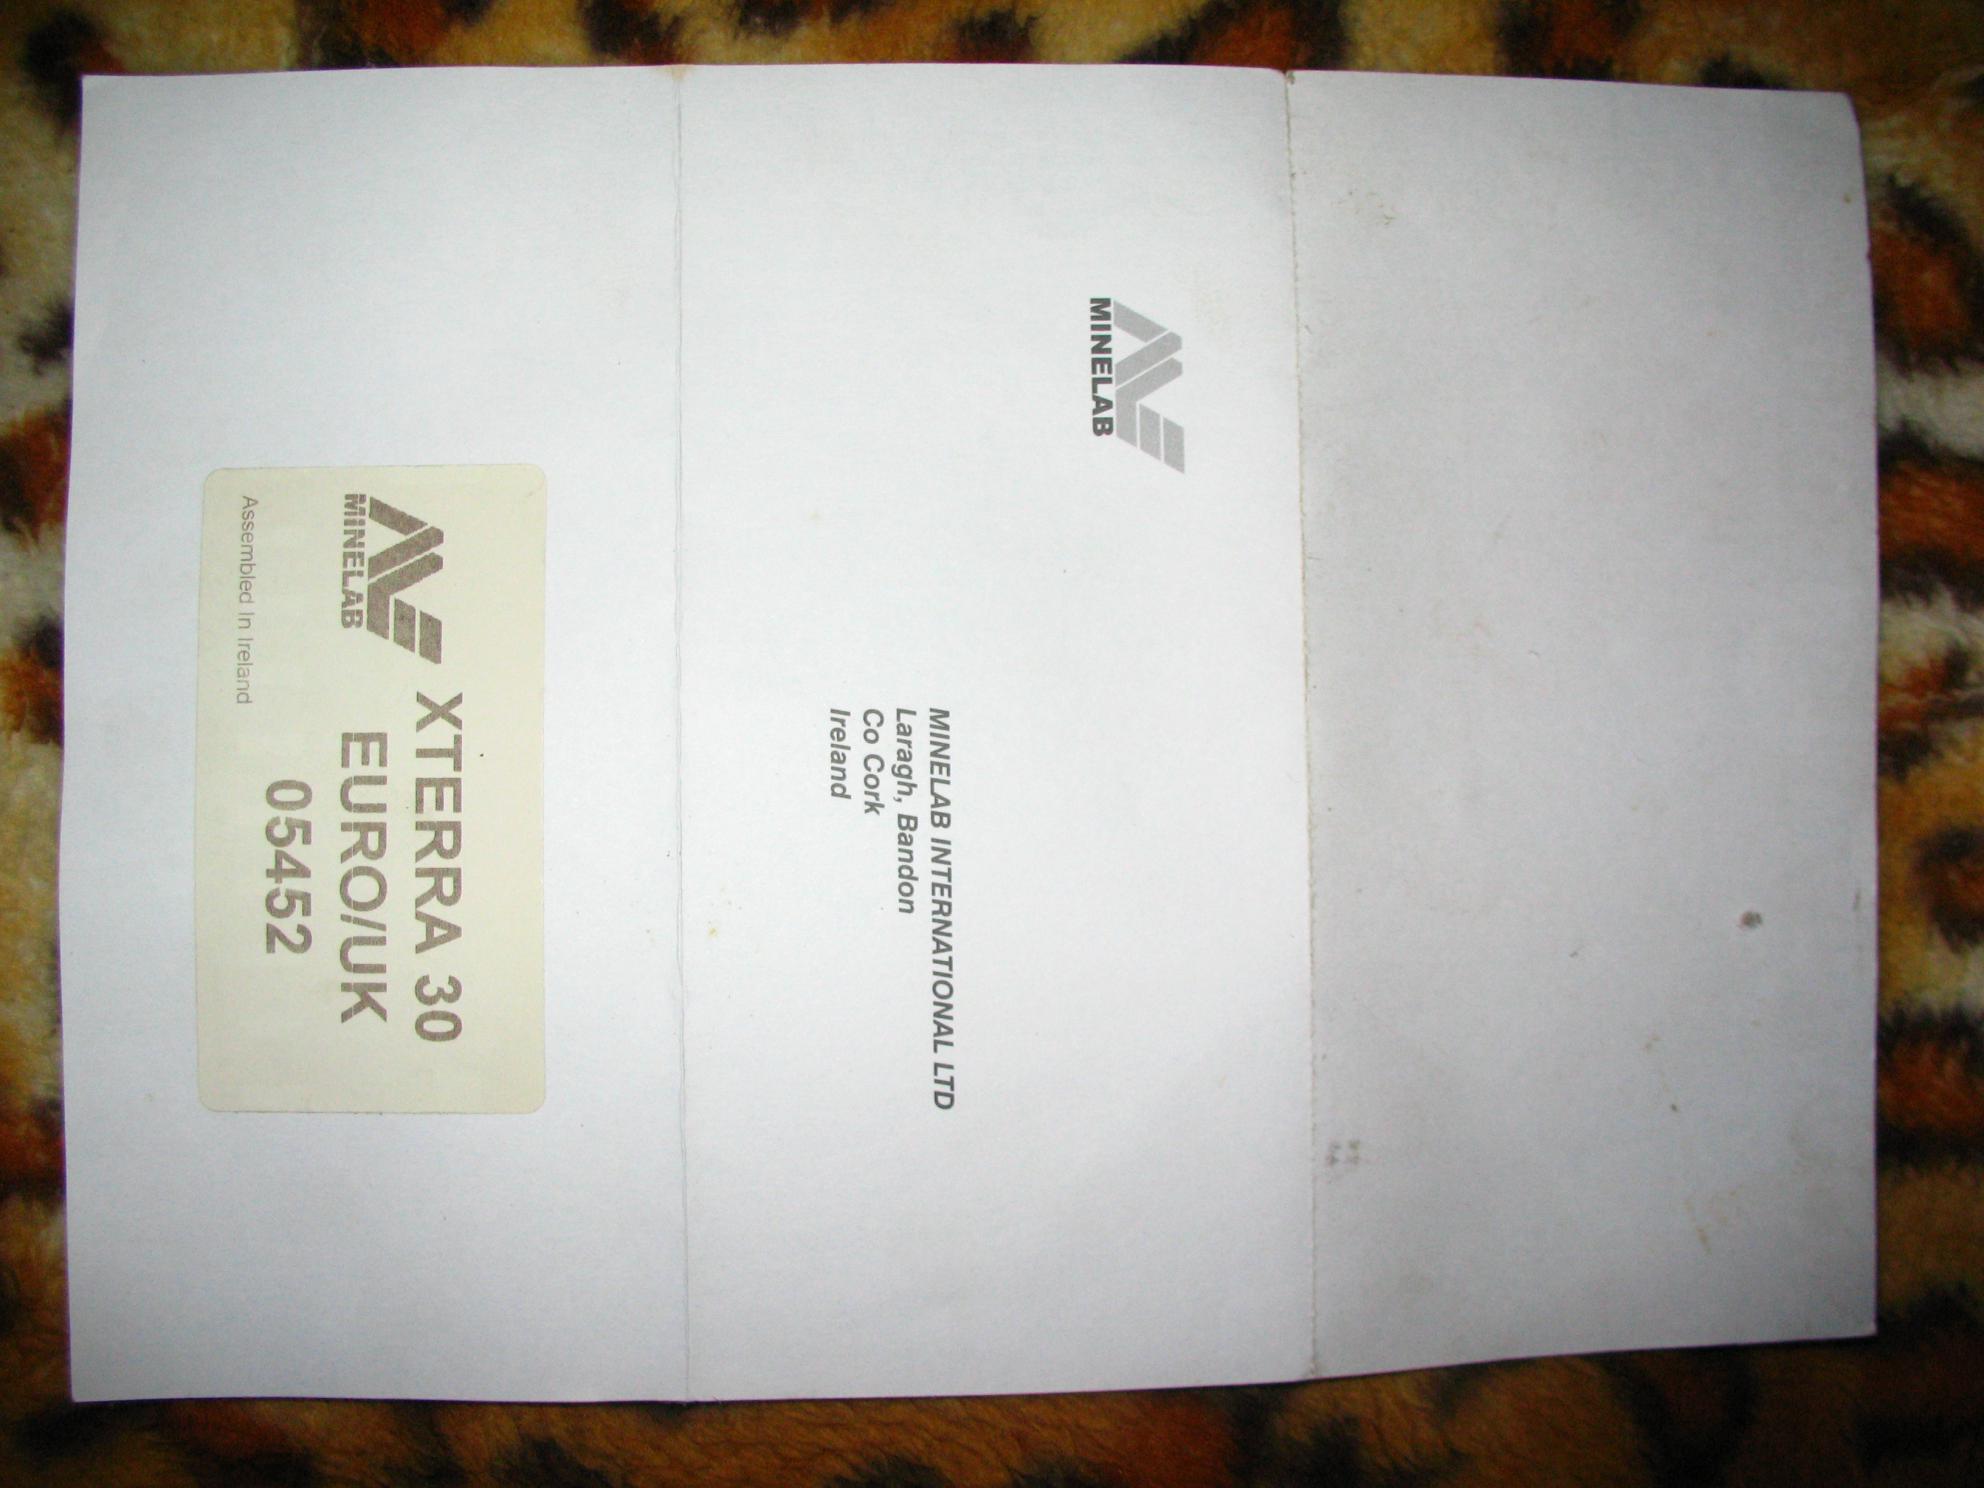 MINELAB
MINELAB INTERNATIONAL LTD
Laragh, Bandon
Co Cork
Ireland
MINELAB
XTERRA 30
EURO/UK
05452
Assembled In Ireland